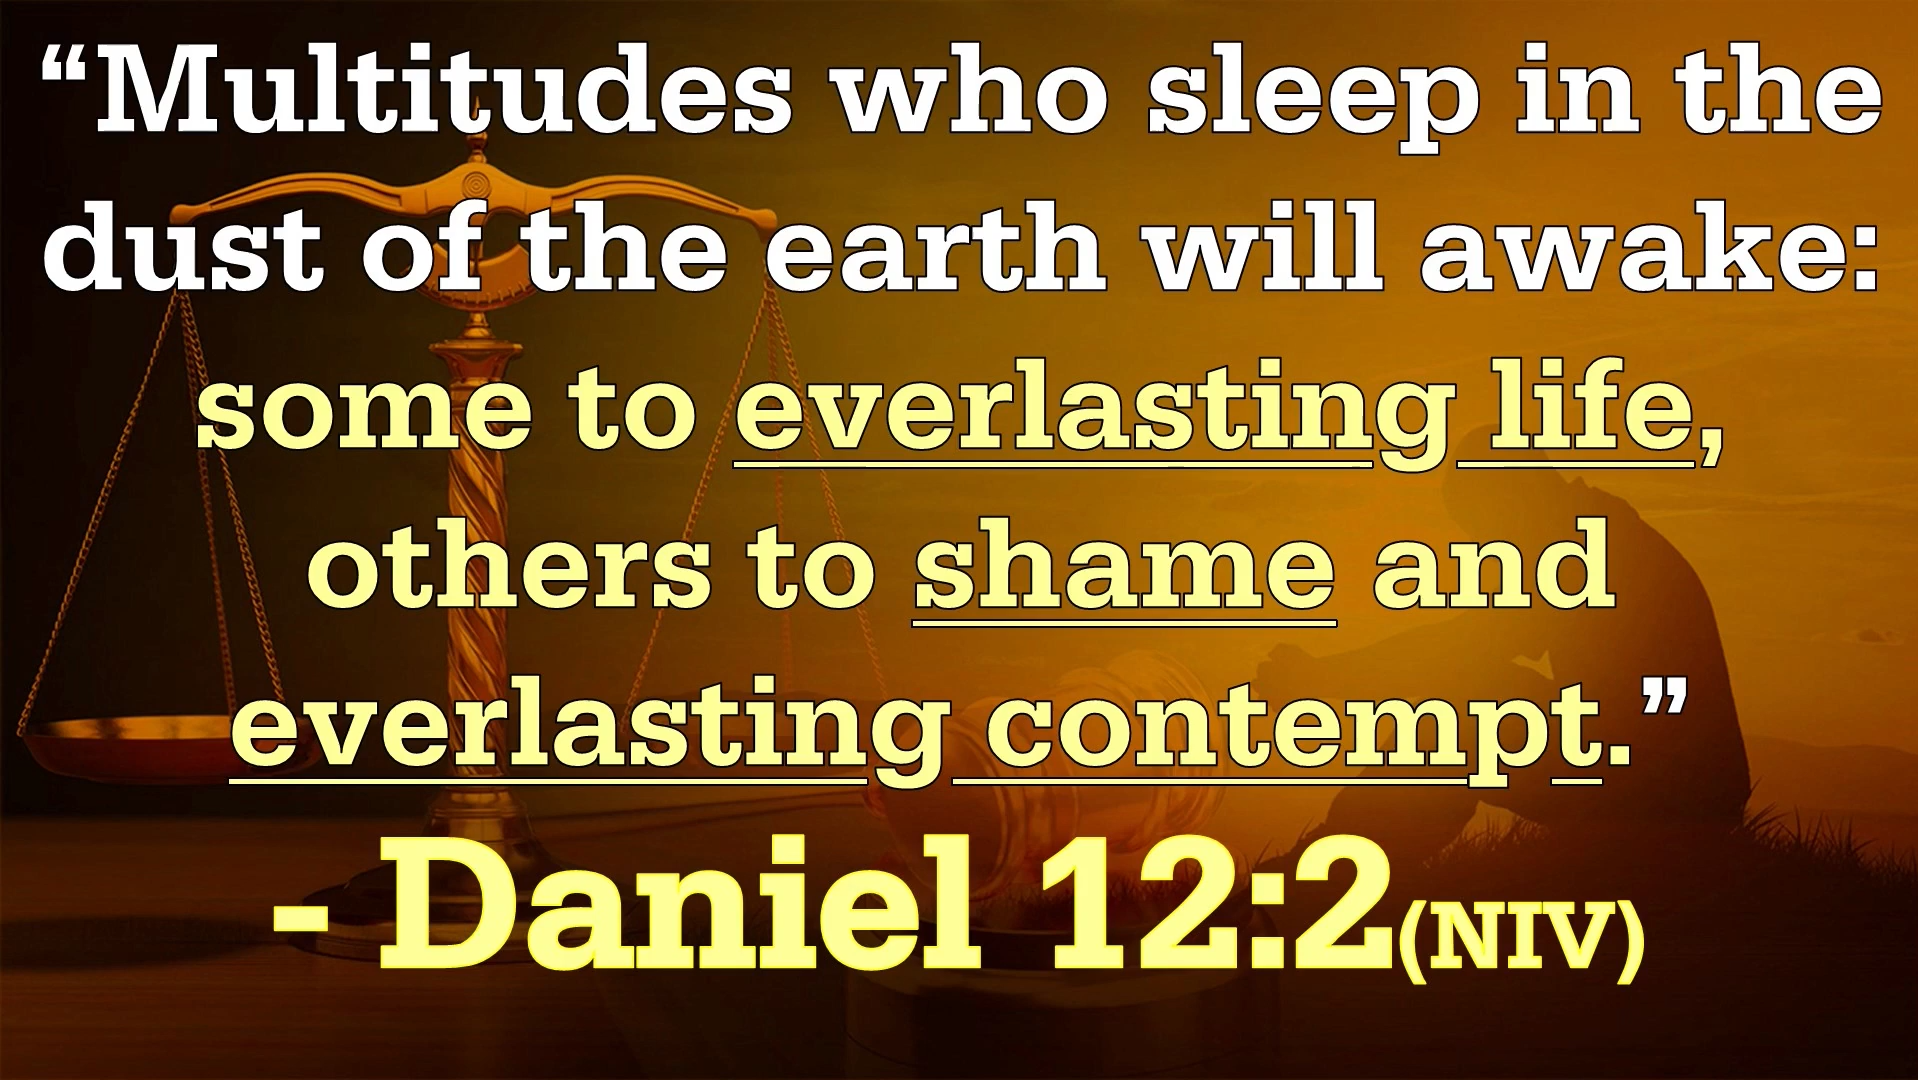 “Multitudes who sleep in the
dust of the earth will awake:
some to everlasting life,
others to shame and
everlasting contempt.”
- Daniel 12:2(NIV)